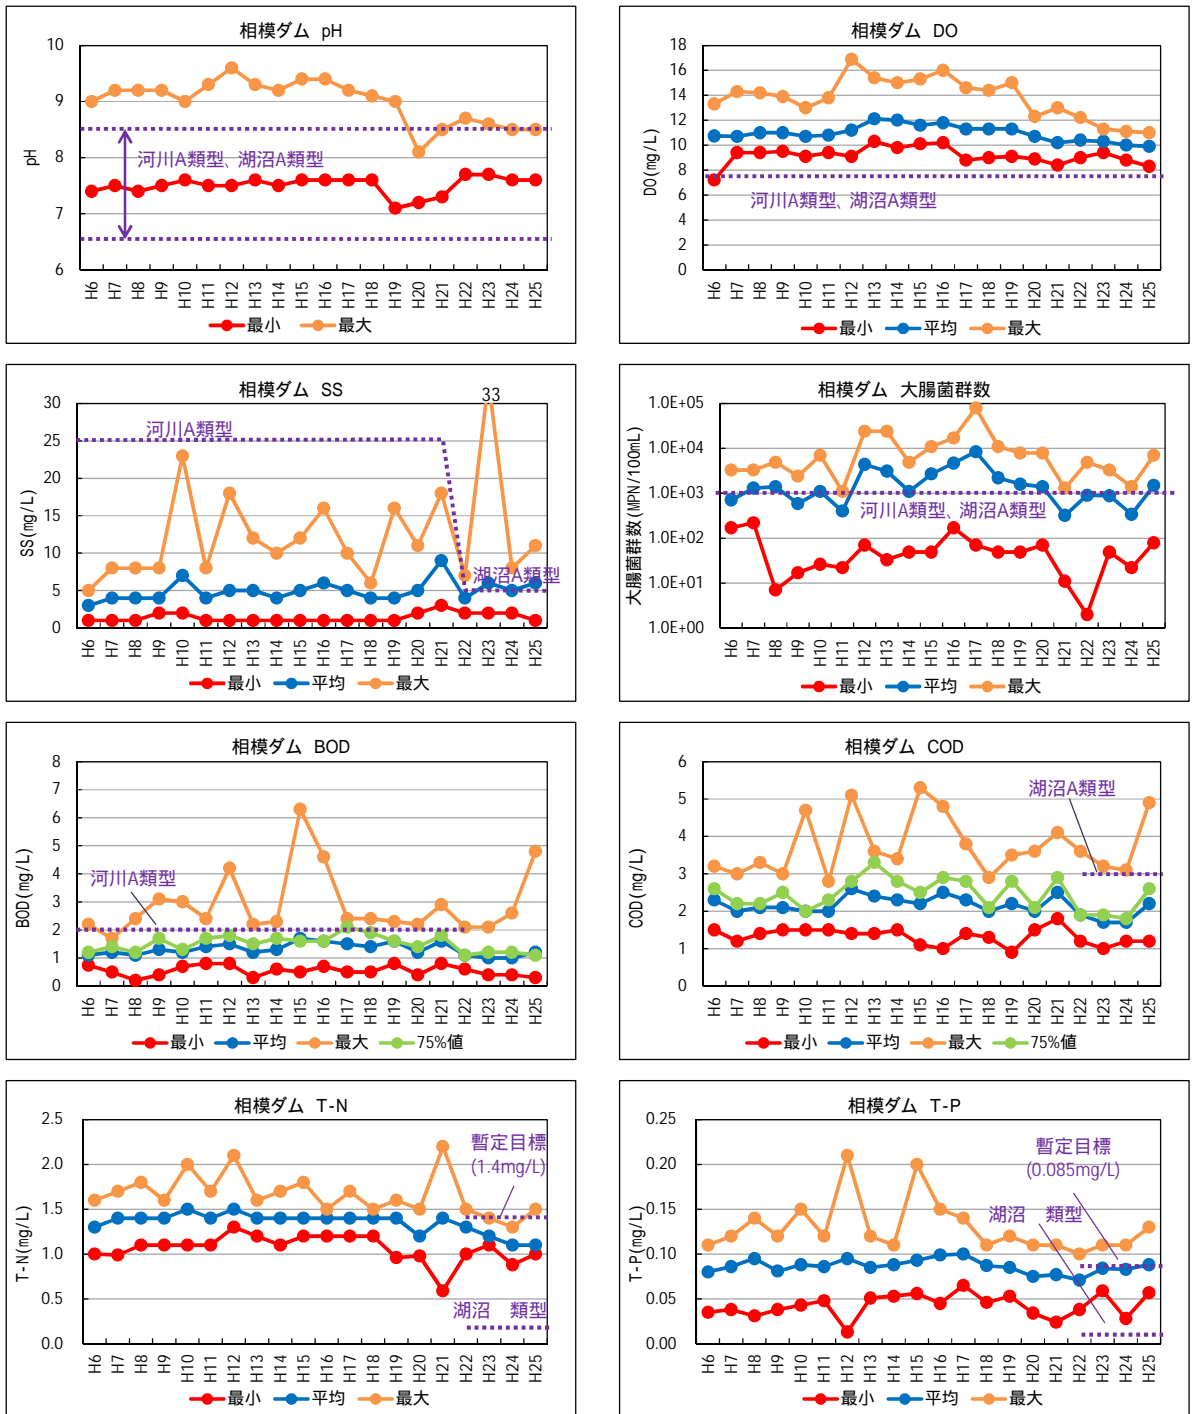 相模ダム pH
10
9
8
7
6
pH
河川A類型、湖沼A類型
H6 H7 H8 H9 H10 H11 H12 H13 H14 H15 H16 H17 H18 H19 H20 H21 H22 H23 H24 H25
最小 最大
相模ダム DO
18
16
14
12
10
8
6
4
2
0
DO(mg/L)
河川A類型、湖沼A類型
H6 H7 H8 H9 H10 H11 H12 H13 H14 H15 H16 H17 H18 H19 H20 H21 H22 H23 H24 H25
最小 平均 最大
相模ダム SS
33
30
25
20
15
10
5
0
SS(mg/L)
河川A類型
湖沼A類型
H6 H7 H8 H9 H10 H11 H12 H13 H14 H15 H16 H17 H18 H19 H20 H21 H22 H23 H24 H25
最小 平均 最大
相模ダム 大腸菌群数
1.0E+05
1.0E+04
1.0E+03
1.0E+02
1.0E+01
1.0E+00
大腸菌群数(MPN/100mL)
河川A類型、湖沼A類型
H6 H7 H8 H9 H10 H11 H12 H13 H14 H15 H16 H17 H18 H19 H20 H21 H22 H23 H24 H25
最小 平均 最大
相模ダム BOD
8
7
6
5
4
3
2
1
0
BOD(mg/L)
河川A類型
H6 H7 H8 H9 H10 H11 H12 H13 H14 H15 H16 H17 H18 H19 H20 H21 H22 H23 H24 H25
最小 平均 最大 75%値
相模ダム COD
6
5
4
3
2
1
0
COD(mg/L)
湖沼A類型
H6 H7 H8 H9 H10 H11 H12 H13 H14 H15 H16 H17 H18 H19 H20 H21 H22 H23 H24 H25
最小 平均 最大 75%値
相模ダム T-N
2.5
2.0
1.5
1.0
0.5
0.0
T-N(mg/L)
暫定目標
(1.4mg/L)
湖沼 類型
H6 H7 H8 H9 H10 H11 H12 H13 H14 H15 H16 H17 H18 H19 H20 H21 H22 H23 H24 H25
最小 平均 最大
相模ダム T-P
0.25
0.20
0.15
0.10
0.05
0.00
T-P(mg/L)
暫定目標
(0.085mg/L)
湖沼 類型
H6 H7 H8 H9 H10 H11 H12 H13 H14 H15 H16 H17 H18 H19 H20 H21 H22 H23 H24 H25
最小 平均 最大